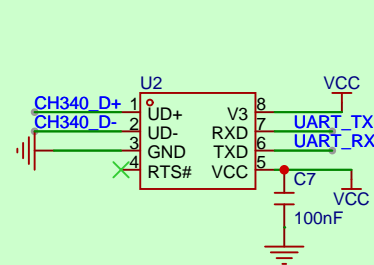 U2
VCC
CH340_D+ 1 UD+ V3 8
CH340_D- 2 UD- RXD 7 UART_TX
3 GND TXD 6 UART_RX
4 RTS# VCC 5
C7
VCC
100nF